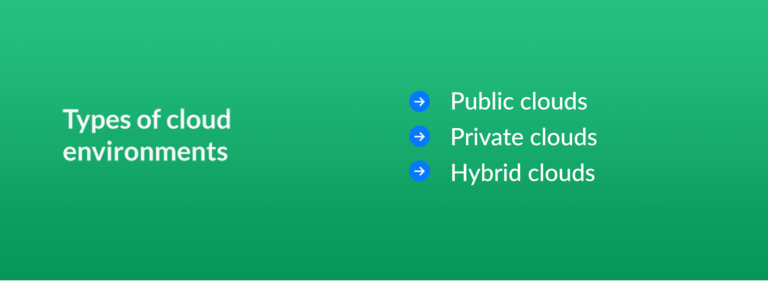 Types of cloud
environments
Public clouds
Private clouds
Hybrid clouds